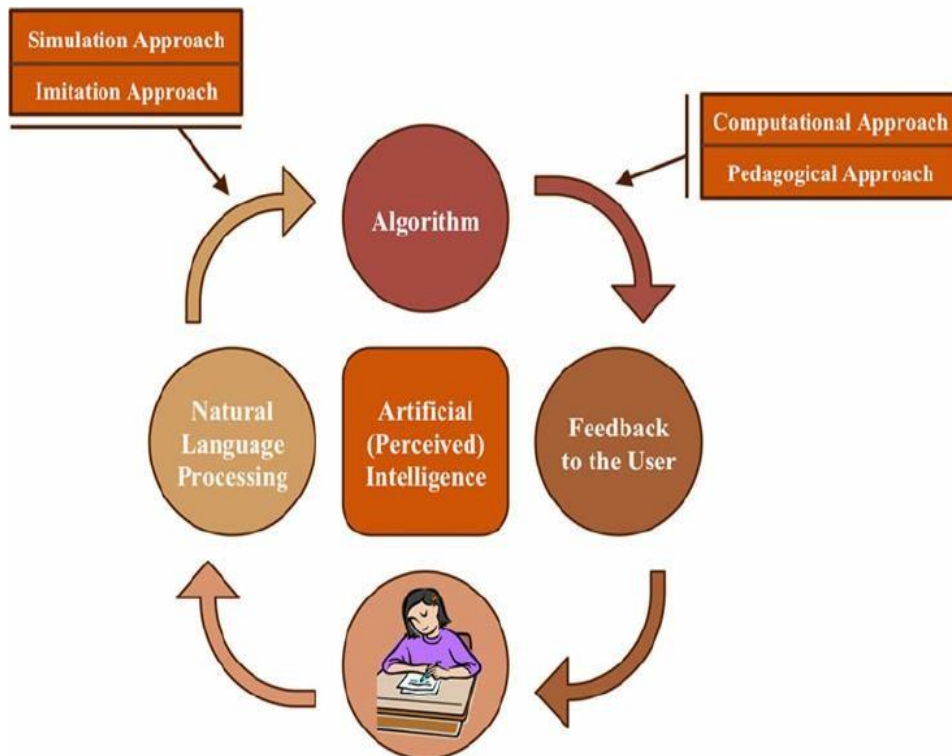 Simulation Approach
Imitation Approach
Computational Approach
Pedagogical Approach
Algorithm
Natural
Language
Processing
Artificial
(Perceived)
Intelligence
Feedback
to the User